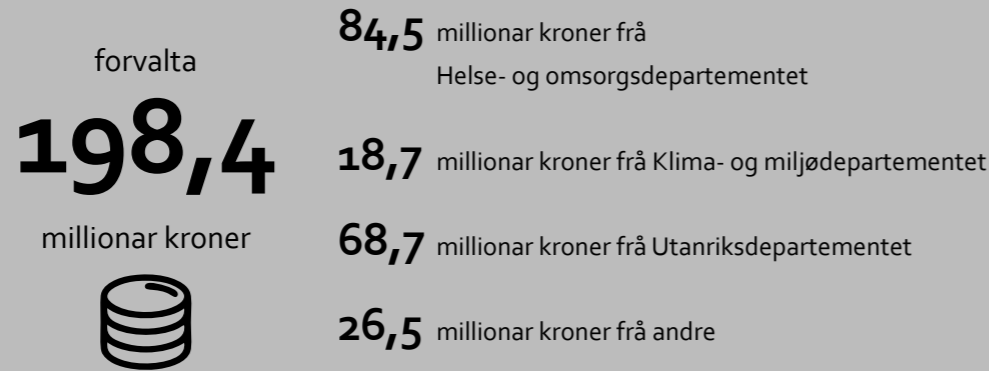 forvalta
198,4
millionar kroner
84,5 millionar kroner frå
Helse- og omsorgsdepartementet
18,7 millionar kroner frå Klima- og miljødepartementet
68,7 millionar kroner frå Utanriksdepartementet
26,5 millionar kroner frå andre